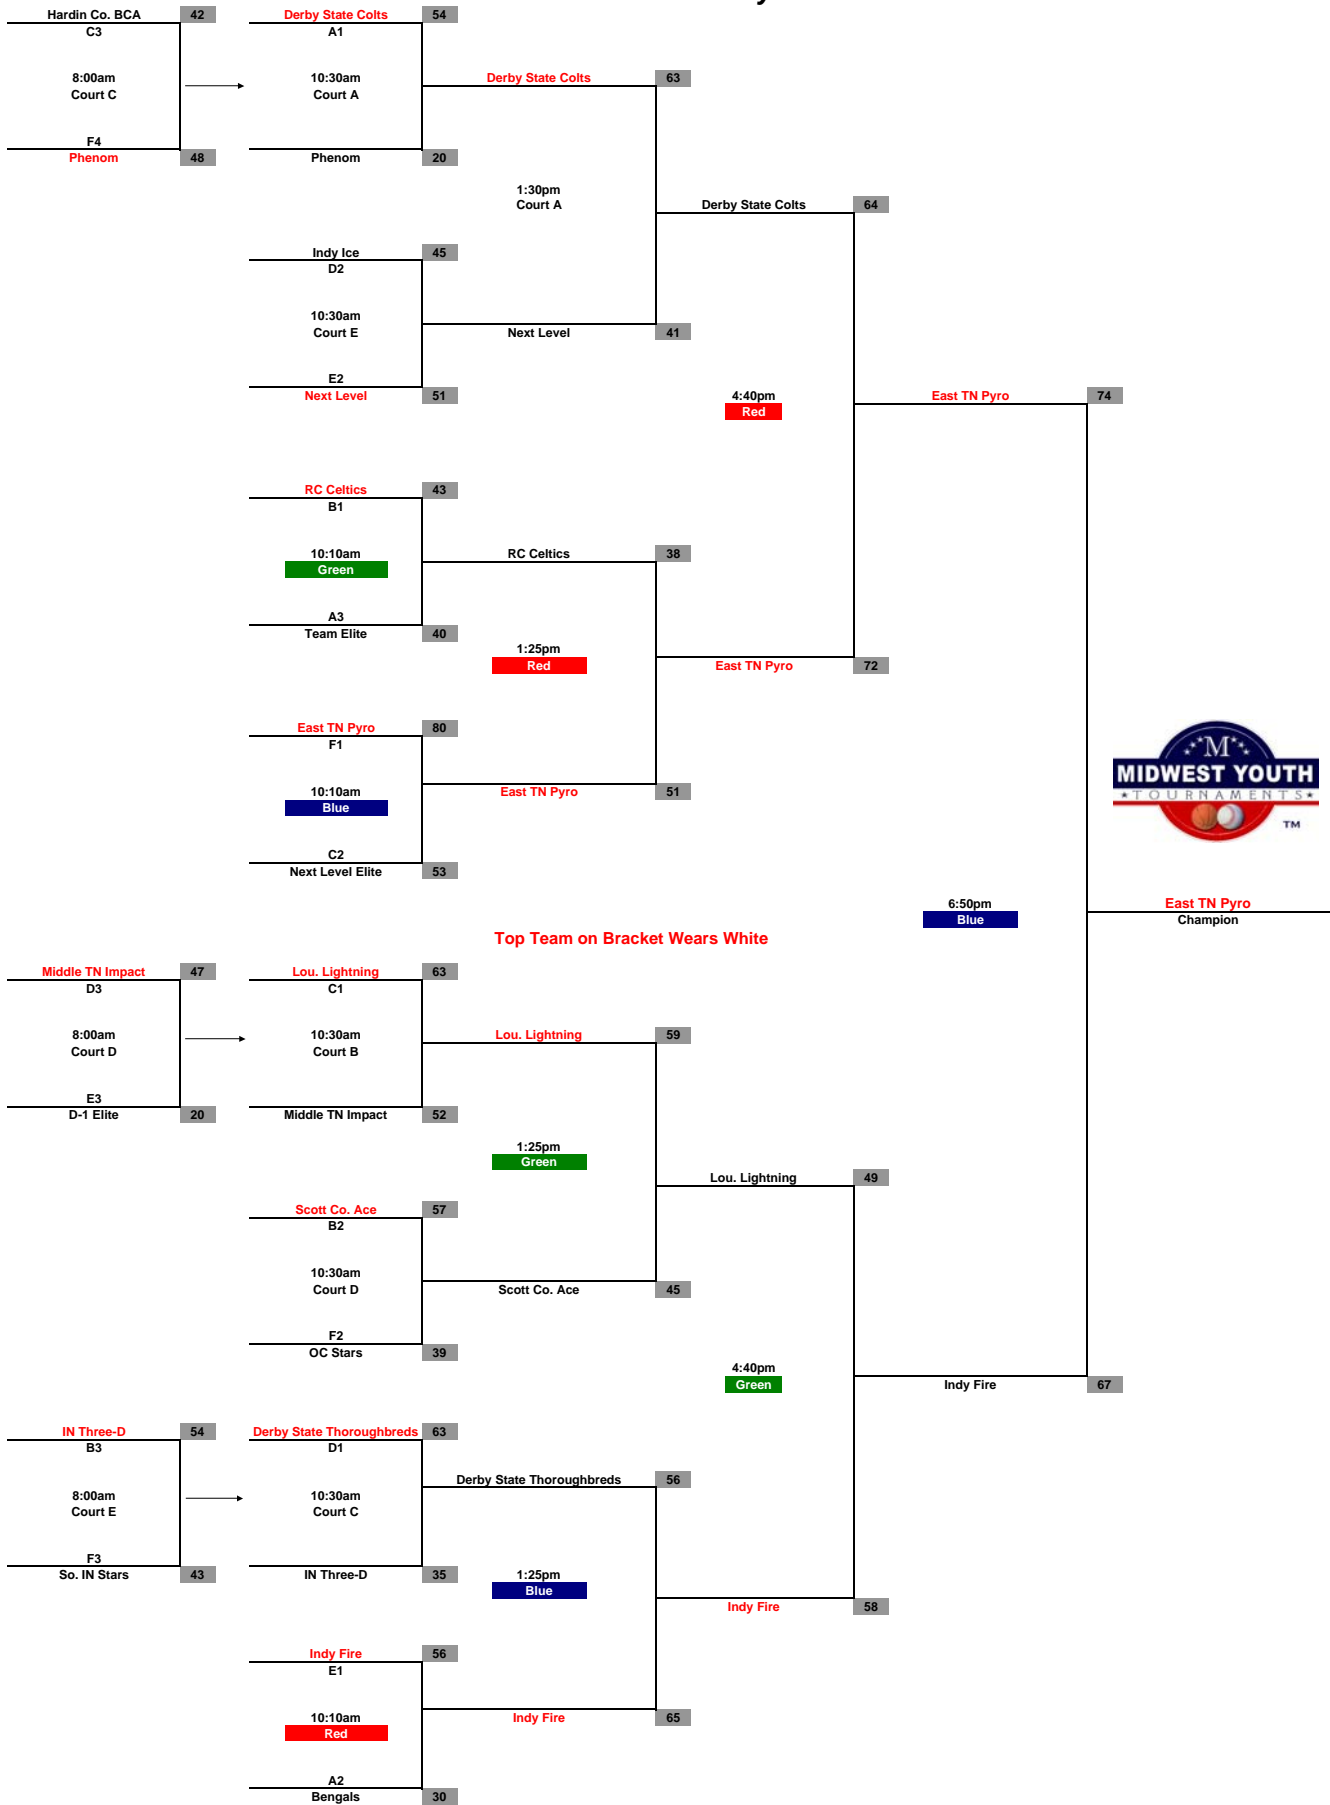 Hardin Co. BCA 42 Derby State Colts 54
C3 A1
8:00am 10:30am Derby State Colts 63
Court C Court A
F4
Phenom 48 Phenom 20
1:30pm
Court A Derby State Colts 64
Indy Ice 45
D2
10:30am
Court E Next Level 41
E2
Next Level 51 4:40pm East TN Pyro 74
Red
RC Celtics 43
B1
10:10am RC Celtics 38
Green
A3
Team Elite 40
1:25pm
Red East TN Pyro 72
East TN Pyro 80
F1
10:10am East TN Pyro 51
Blue
M
MIDWEST YOUTH
TOURNAMENTS
TM
C2
Next Level Elite 53
6:50pm East TN Pyro
Blue Champion
Top Team on Bracket Wears White
Middle TN Impact 47 Lou. Lightning 63
D3 C1
8:00am 10:30am Lou. Lightning 59
Court D Court B
E3
D-1 Elite 20 Middle TN Impact 52
1:25pm
Green
Lou. Lightning 49
Scott Co. Ace 57
B2
10:30am
Court D Scott Co. Ace 45
F2
OC Stars 39
4:40pm
Green Indy Fire 67
IN Three-D 54 Derby State Thoroughbreds 63
B3 D1
Derby State Thoroughbreds 56
8:00am 10:30am
Court E Court C
F3
So. IN Stars 43 IN Three-D 35 1:25pm
Blue
Indy Fire 58
Indy Fire 56
E1
10:10am Indy Fire 65
Red
A2
Bengals 30